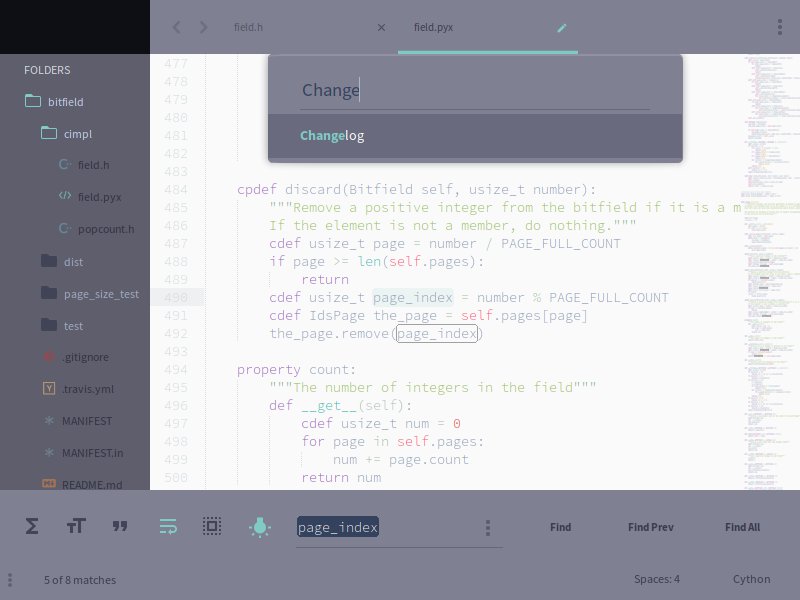 field.h
field.pyx
FOLDERS
bitfield
cimpl
field.h
field.pyx
popcount.h
dist
page_size_test
test
.gitignore
.travis.yml
MANIFEST
MANIFEST.in
README.md
Change
Changelog
477
478
479
480
481
482
483
484 cpdef discard(Bitfield self, usize_t number):
485 """Remove a positive integer from the bitfield if it is a m
486 If the element is not a member, do nothing."""
487 cdef usize_t page = number / PAGE_FULL_COUNT
488 if page >= len(self.pages):
489 return
490 cdef usize_t page_index = number % PAGE_FULL_COUNT
491 cdef IdsPage the_page = self.pages[page]
492 the_page.remove(page_index)
493
494 property count:
495 """The number of integers in the field"""
496 def __get__(self):
497 cdef usize_t num = 0
498 for page in self.pages:
499 num += page.count
500 return num
page_index
Find
Find Prev
Find All
5 of 8 matches
Spaces: 4
Cython